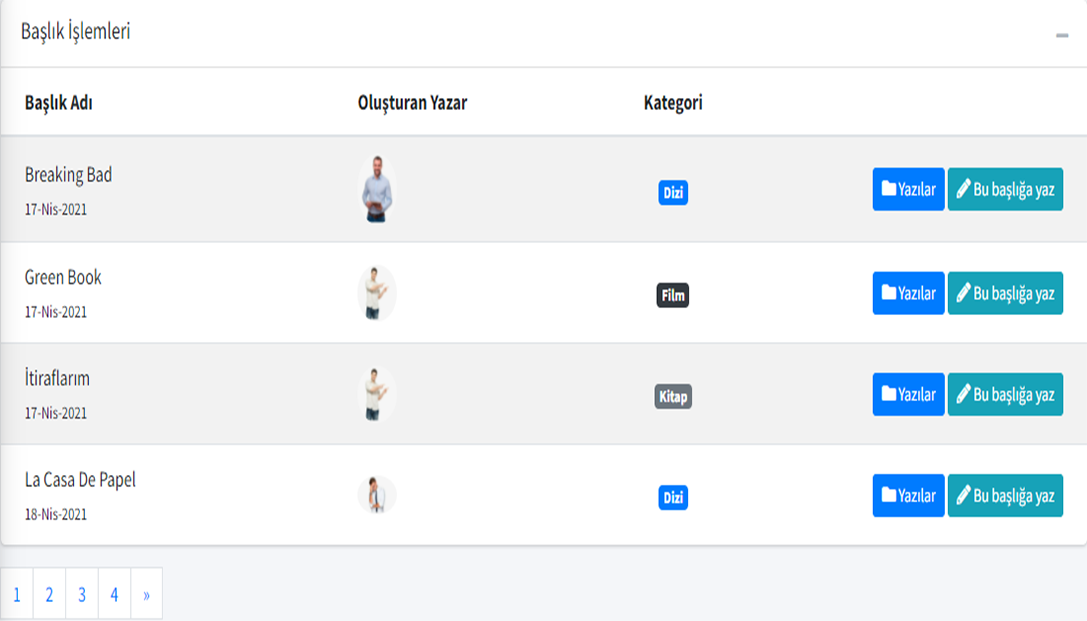 Başlık İşlemleri
Başlık Adı Oluşturan Yazar Kategori
Breaking Bad
17-Nis-2021
Dizi Yazılar Bu başlığa yaz
Green Book
17-Nis-2021
Film Yazılar Bu başlığa yaz
İtiraflarım
17-Nis-2021
Kitap Yazılar Bu başlığa yaz
La Casa De Papel
18-Nis-2021
Dizi Yazılar Bu başlığa yaz
1 2 3 4 »